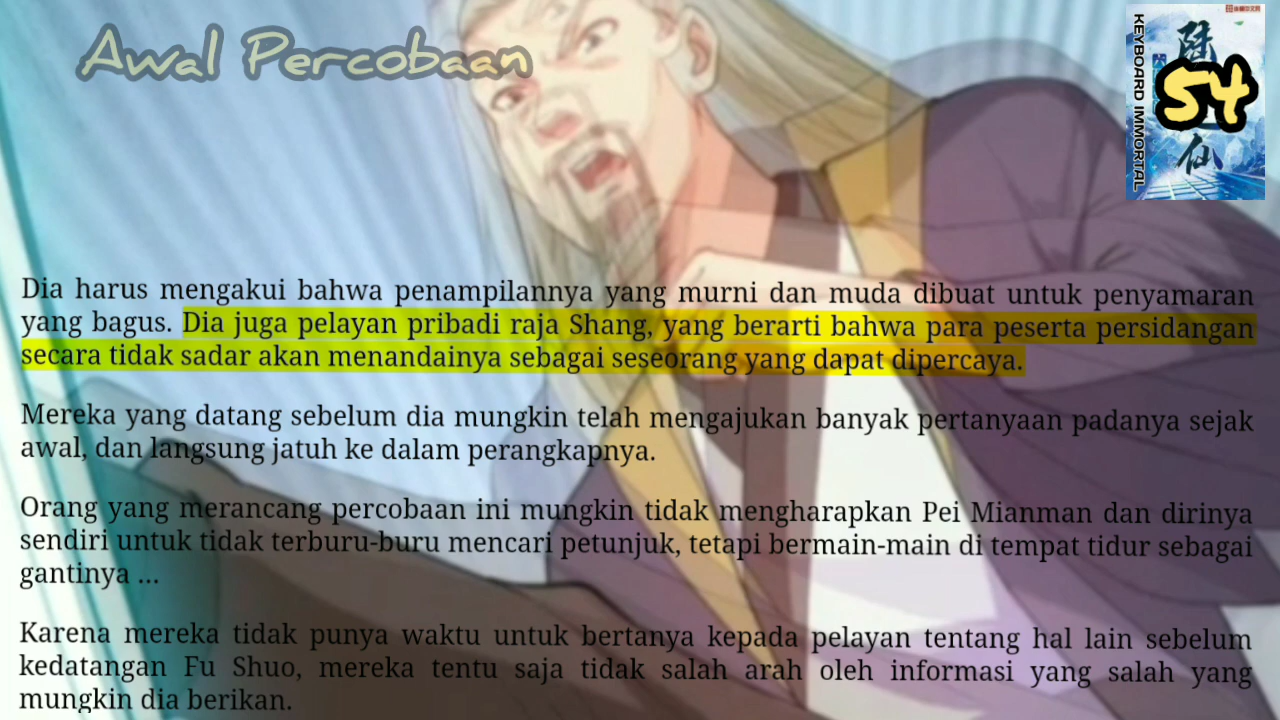 Awal Percobaan
KEYBOARD IMMORTAL
陆
仙
54
Dia harus mengakui bahwa penampilannya yang murni dan muda dibuat untuk penyamaran
yang bagus. Dia juga pelayan pribadi raja Shang, yang berarti bahwa para peserta persidangan
secara tidak sadar akan menandainya sebagai seseorang yang dapat dipercaya.
Mereka yang datang sebelum dia mungkin telah mengajukan banyak pertanyaan padanya sejak
awal, dan langsung jatuh ke dalam perangkapnya.
Orang yang merancang percobaan ini mungkin tidak mengharapkan Pei Mianman dan dirinya
sendiri untuk tidak terburu-buru mencari petunjuk, tetapi bermain-main di tempat tidur sebagai
gantinya ...
Karena mereka tidak punya waktu untuk bertanya kepada pelayan tentang hal lain sebelum
kedatangan Fu Shuo, mereka tentu saja tidak salah arah oleh informasi yang salah yang
mungkin dia berikan.